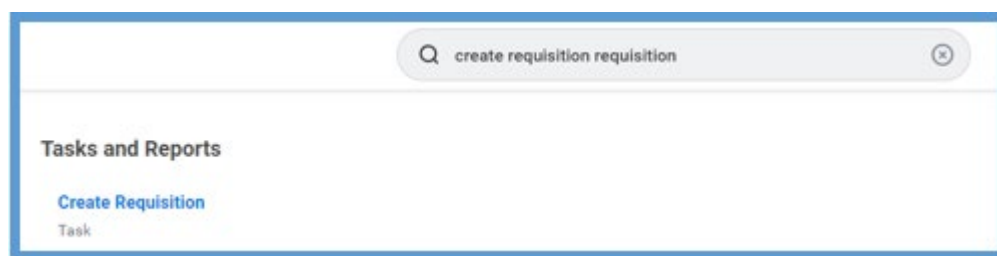 create requisition requisition
Tasks and Reports
Create Requisition
Task